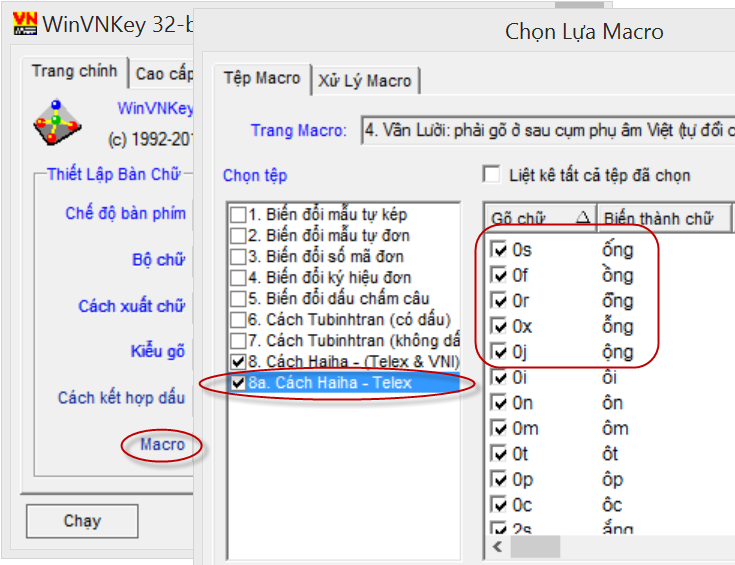 VN
WinVNKey 32-b
Trang chính
Cao cấp
WinVNKey
(c) 1992-201
Thiết Lập Bàn Chữ
Chế độ bàn phím
Bộ chữ
Cách xuất chữ
Kiểu gõ
Cách kết hợp dấu
Macro
Chạy
Chọn Lựa Macro
Tệp Macro
Xử Lý Macro
Trang Macro:
4. Vần Lười: phải gõ ở sau cụm phụ âm Việt (tự đổi c
Chọn tệp
Liệt kê tất cả tệp đã chọn
1. Biến đổi mẫu tự kép
2. Biến đổi mẫu tự đơn
3. Biến đổi số mã đơn
4. Biến đổi ký hiệu đơn
5. Biến đổi dấu chấm câu
6. Cách Tubinhtran (có dấu)
7. Cách Tubinhtran (không dấ
8. Cách Haiha - (Telex & VNI)
8a. Cách Haiha - Telex
Gõ chữ Biến thành chữ
0s ống
0f ồng
0r ổng
0x ỗng
0j ộng
0i ôi
0n ôn
0m ôm
0t ôt
0p ôp
0c ôc
2s ắng